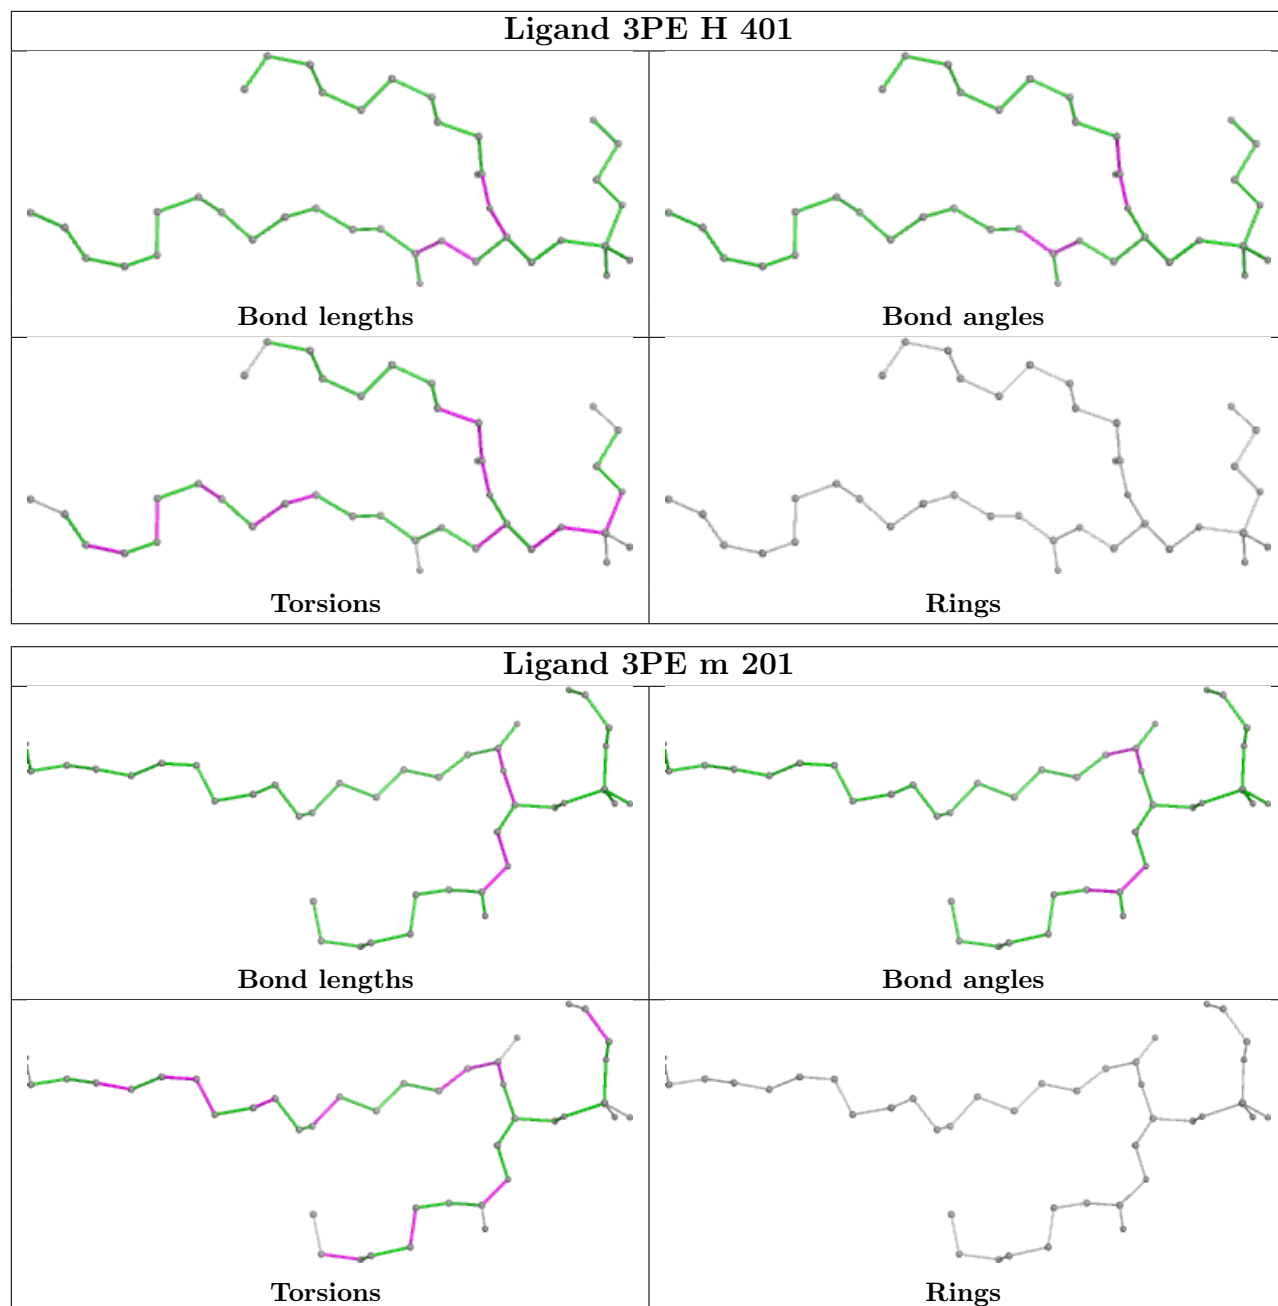 Ligand 3PE H 401
Bond lengths
Bond angles
Torsions
Rings
Ligand 3PE m 201
Bond lengths
Bond angles
Torsions
Rings